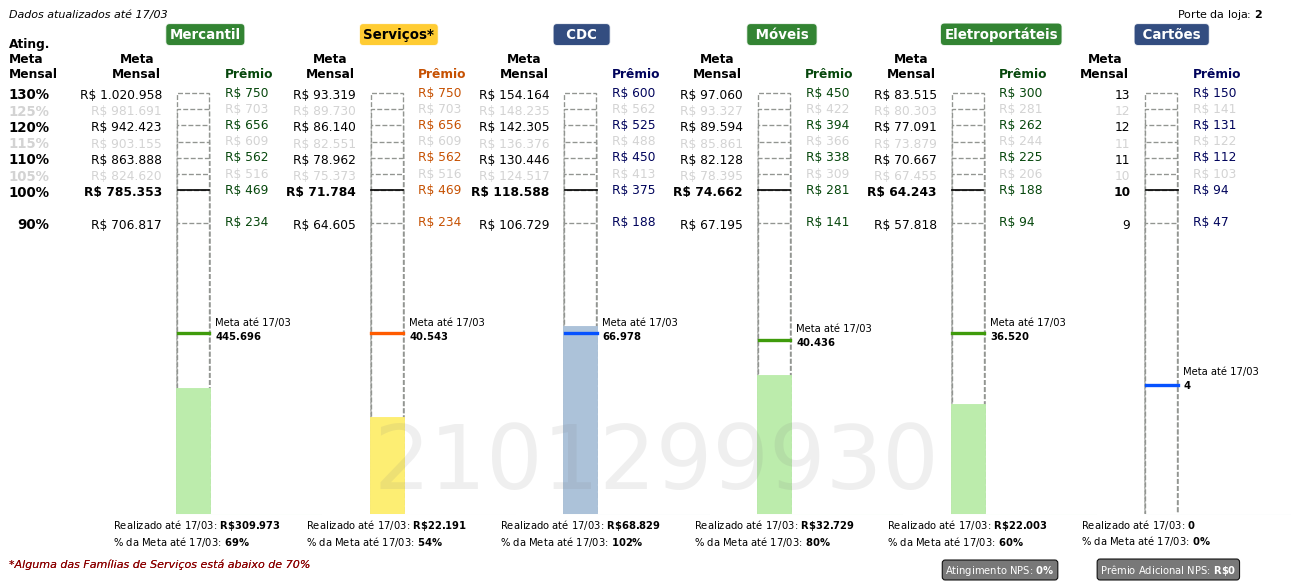 Dados atualizados até 17/03
Porte da loja: 2
Mercantil Serviços* CDC Móveis Eletroportáteis Cartões
Ating.
Meta Meta Meta Meta Meta Meta Meta
Mensal Mensal Prêmio Mensal Prêmio Mensal Prêmio Mensal Prêmio Mensal Prêmio Mensal Prêmio
130% R$ 1.020.958 R$ 750 R$ 93.319 R$ 750 R$ 154.164 R$ 600 R$ 97.060 R$ 450 R$ 83.515 R$ 300 13 R$ 150
125% R$ 981.691 R$ 703 R$ 89.730 R$ 703 R$ 148.235 R$ 562 R$ 93.327 R$ 422 R$ 80.303 R$ 281 12 R$ 141
120% R$ 942.423 R$ 656 R$ 86.140 R$ 656 R$ 142.305 R$ 525 R$ 89.594 R$ 394 R$ 77.091 R$ 262 12 R$ 131
115% R$ 903.155 R$ 609 R$ 82.551 R$ 609 R$ 136.376 R$ 488 R$ 85.861 R$ 366 R$ 73.879 R$ 244 11 R$ 122
110% R$ 863.888 R$ 562 R$ 78.962 R$ 562 R$ 130.446 R$ 450 R$ 82.128 R$ 338 R$ 70.667 R$ 225 11 R$ 112
105% R$ 824.620 R$ 516 R$ 75.373 R$ 516 R$ 124.517 R$ 413 R$ 78.395 R$ 309 R$ 67.455 R$ 206 10 R$ 103
100% R$ 785.353 R$ 469 R$ 71.784 R$ 469 R$ 118.588 R$ 375 R$ 74.662 R$ 281 R$ 64.243 R$ 188 10 R$ 94
90% R$ 706.817 R$ 234 R$ 64.605 R$ 234 R$ 106.729 R$ 188 R$ 67.195 R$ 141 R$ 57.818 R$ 94 9 R$ 47
Meta até 17/03 Meta até 17/03 Meta até 17/03 Meta até 17/03 Meta até 17/03
445.696 40.543 66.978 40.436 36.520
Meta até 17/03
4
2101299930
Realizado até 17/03: R$309.973 Realizado até 17/03: R$22.191 Realizado até 17/03: R$68.829 Realizado até 17/03: R$32.729 Realizado até 17/03: R$22.003 Realizado até 17/03: 0
% da Meta até 17/03: 69% % da Meta até 17/03: 54% % da Meta até 17/03: 102% % da Meta até 17/03: 80% % da Meta até 17/03: 60% % da Meta até 17/03: 0%
*Alguma das Famílias de Serviços está abaixo de 70%
Atingimento NPS: 0% Prêmio Adicional NPS: R$0